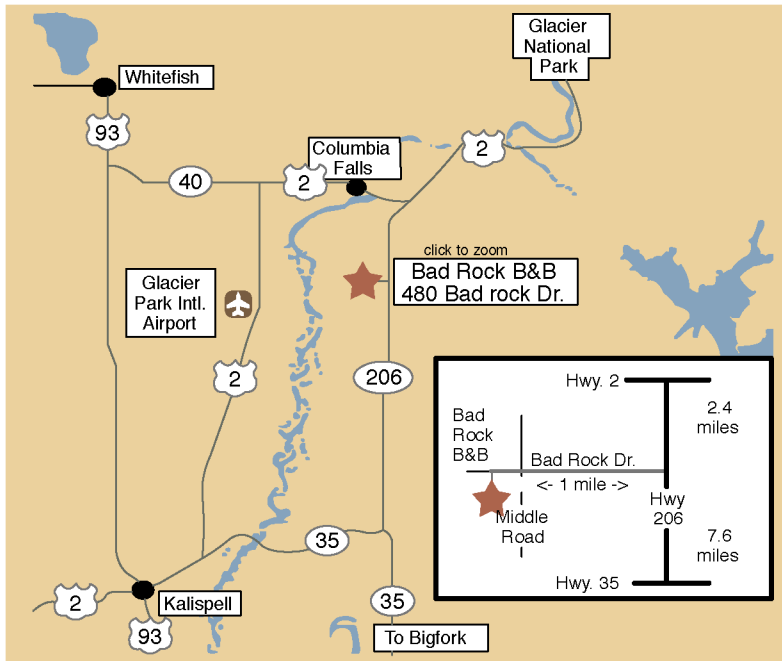 Glacier
National
Park
Whitefish
93
2
Columbia
Falls
40
2
click to zoom
Bad Rock B&B
480 Bad rock Dr.
Glacier
Park Intl.
Airport
2
206
Hwy. 2
2.4
miles
Bad
Rock
B&B
Bad Rock Dr.
<- 1 mile ->
Hwy
206
Middle
Road
7.6
miles
Hwy. 35
35
2
Kalispell
93
35
To Bigfork